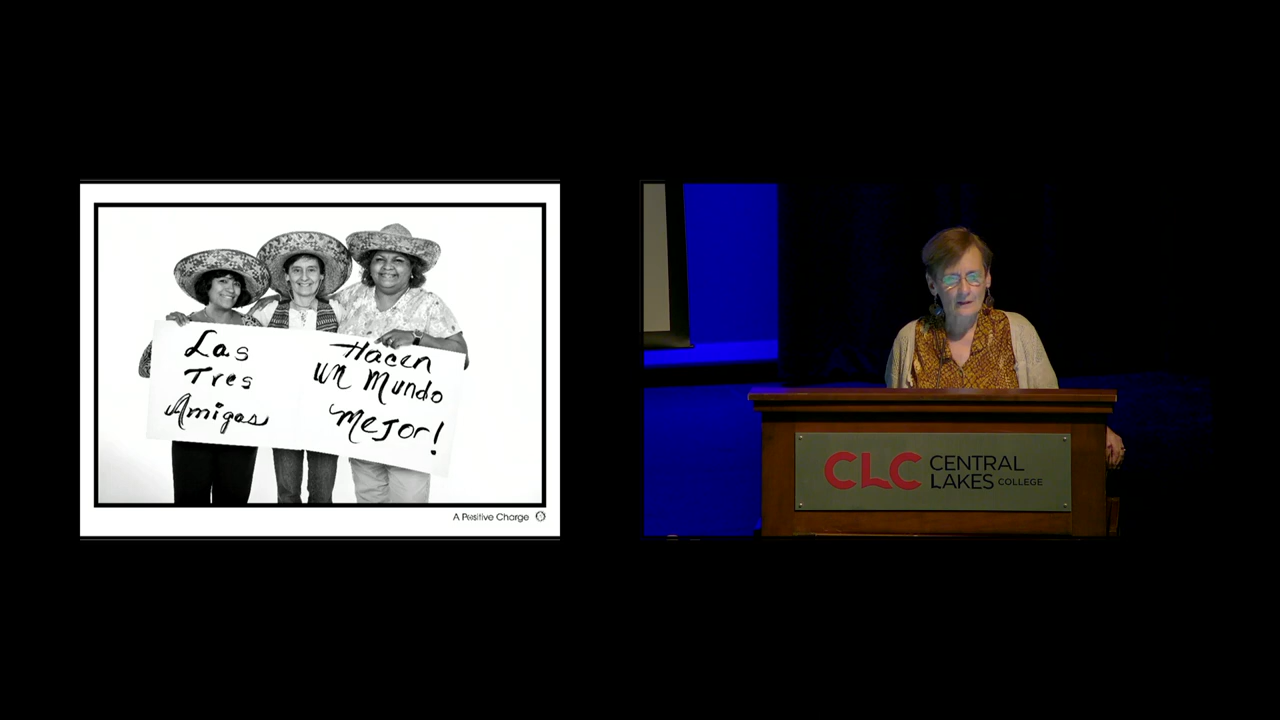 Las
Tres
Amigas
Hacen
un Mundo
Mejor!
A Positive Charge
CLC CENTRAL
LAKES COLLEGE